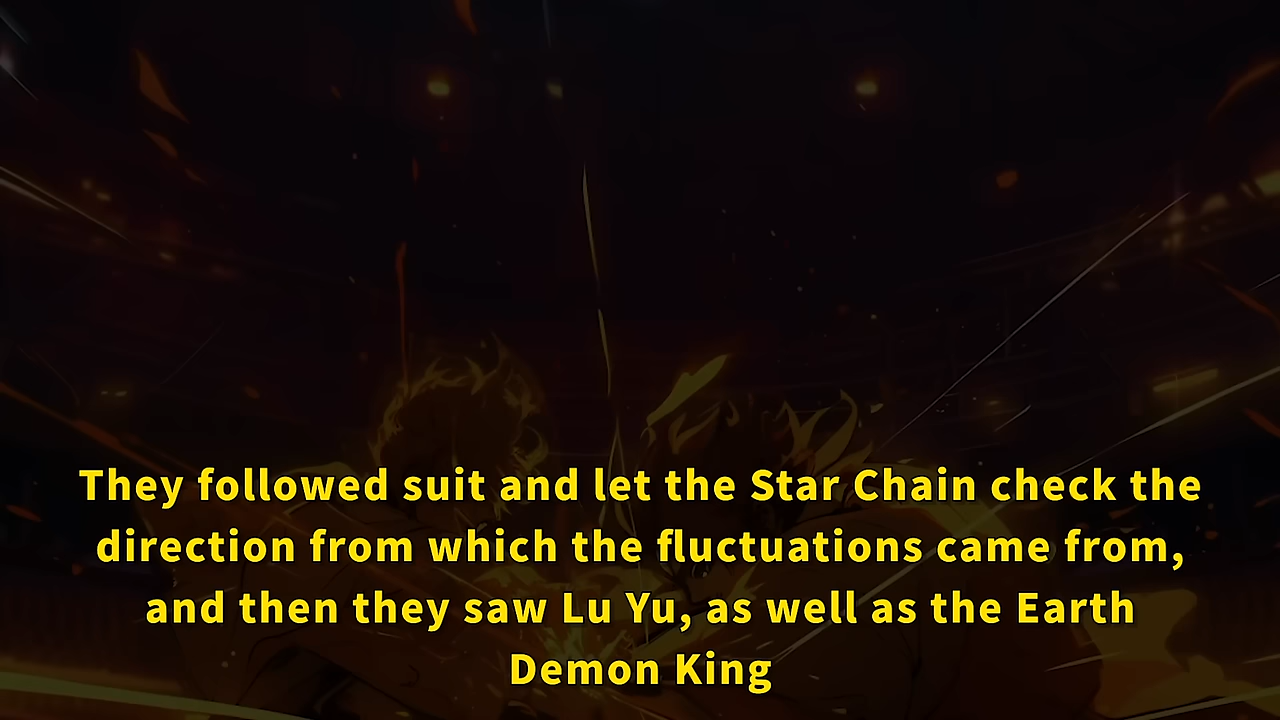 They followed suit and let the Star Chain check the
direction from which the fluctuations came from,
and then they saw Lu Yu, as well as the Earth
Demon King